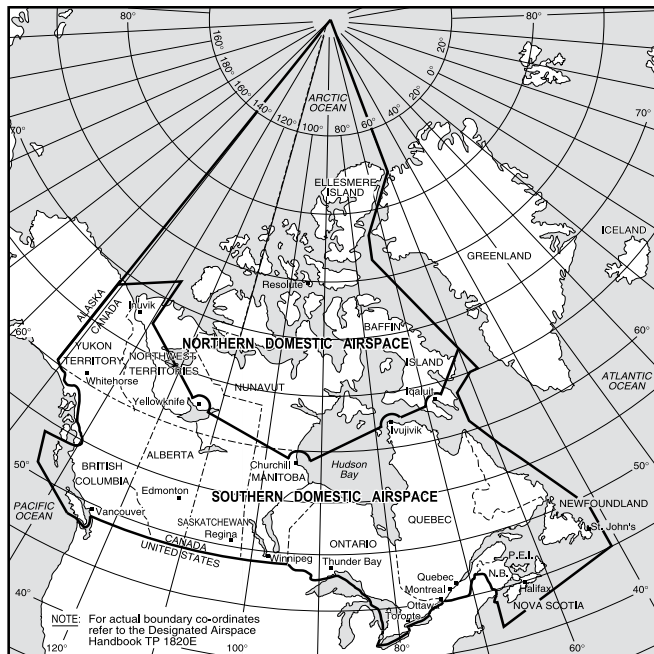 160°
180°
180°
160°
140°
120°
100°
80°
60°
40°
20°
0°
80°
80°
70°
70°
ARCTIC
OCEAN
ELLESMERE
ISLAND
GREENLAND
ICELAND
Resolute
ALASKA
CANADA
Inuvik
60°
BAFFIN
ISLAND
NORTHERN DOMESTIC AIRSPACE
YUKON
TERRITORY
NORTHWEST
TERRITORIES
NUNAVUT
Whitehorse
Yellowknife
Iqaluit
Ivujivik
60°
ATLANTIC
OCEAN
ALBERTA
Churchill
MANITOBA
Hudson
Bay
50°
BRITISH
COLUMBIA
Edmonton
SOUTHERN DOMESTIC AIRSPACE
PACIFIC
OCEAN
Vancouver
SASKATCHEWAN
Regina
CANADA
UNITED STATES
Winnipeg
ONTARIO
Thunder Bay
QUEBEC
NEWFOUNDLAND
St. John's
50°
P.E.I.
N.B.
Quebec
Montreal
Ottawa
Toronto
Halifax
NOVA SCOTIA
40°
40°
NOTE: For actual boundary co-ordinates
refer to the Designated Airspace
Handbook TP 1820E
120°
100°
80°
60°